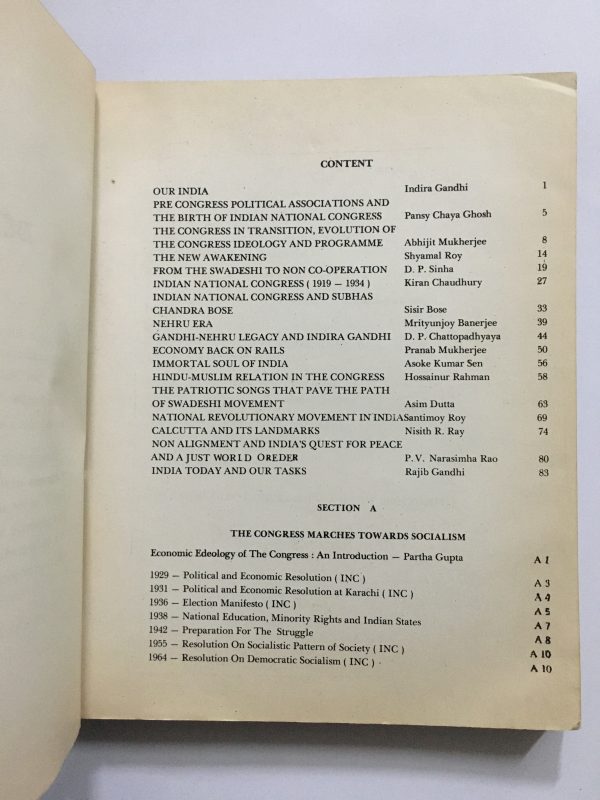 CONTENT
OUR INDIA Indira Gandhi 1
PRE CONGRESS POLITICAL ASSOCIATIONS AND
THE BIRTH OF INDIAN NATIONAL CONGRESS Pansy Chaya Ghosh 5
THE CONGRESS IN TRANSITION, EVOLUTION OF
THE CONGRESS IDEOLOGY AND PROGRAMME Abhijit Mukherjee 8
THE NEW AWAKENING Shyamal Roy 14
FROM THE SWADESHI TO NON CO-OPERATION D. P. Sinha 19
INDIAN NATIONAL CONGRESS ( 1919 — 1934 ) Kiran Chaudhury 27
INDIAN NATIONAL CONGRESS AND SUBHAS
CHANDRA BOSE Sisir Bose 33
NEHRU ERA Mrityunjoy Banerjee 39
GANDHI-NEHRU LEGACY AND INDIRA GANDHI D. P. Chattopadhyaya 44
ECONOMY BACK ON RAILS Pranab Mukherjee 50
IMMORTAL SOUL OF INDIA Asoke Kumar Sen 56
HINDU-MUSLIM RELATION IN THE CONGRESS Hossainur Rahman 58
THE PATRIOTIC SONGS THAT PAVE THE PATH
OF SWADESHI MOVEMENT Asim Dutta 63
NATIONAL REVOLUTIONARY MOVEMENT IN INDIA Santimoy Roy 69
CALCUTTA AND ITS LANDMARKS Nisith R. Ray 74
NON ALIGNMENT AND INDIA'S QUEST FOR PEACE
AND A JUST WORLD OREDER P.V. Narasimha Rao 80
INDIA TODAY AND OUR TASKS Rajib Gandhi 83
SECTION A
THE CONGRESS MARCHES TOWARDS SOCIALISM
Economic Edeology of The Congress : An Introduction — Partha Gupta A 1
1929 — Political and Economic Resolution ( INC ) A 3
1931 — Political and Economic Resolution at Karachi ( INC ) A 4
1936 — Election Manifesto ( INC ) A 5
1938 — National Education, Minority Rights and Indian States A 7
1942 — Preparation For The Struggle A 8
1955 — Resolution On Socialistic Pattern of Society ( INC ) A 10
1964 — Resolution On Democratic Socialism ( INC ) A 10